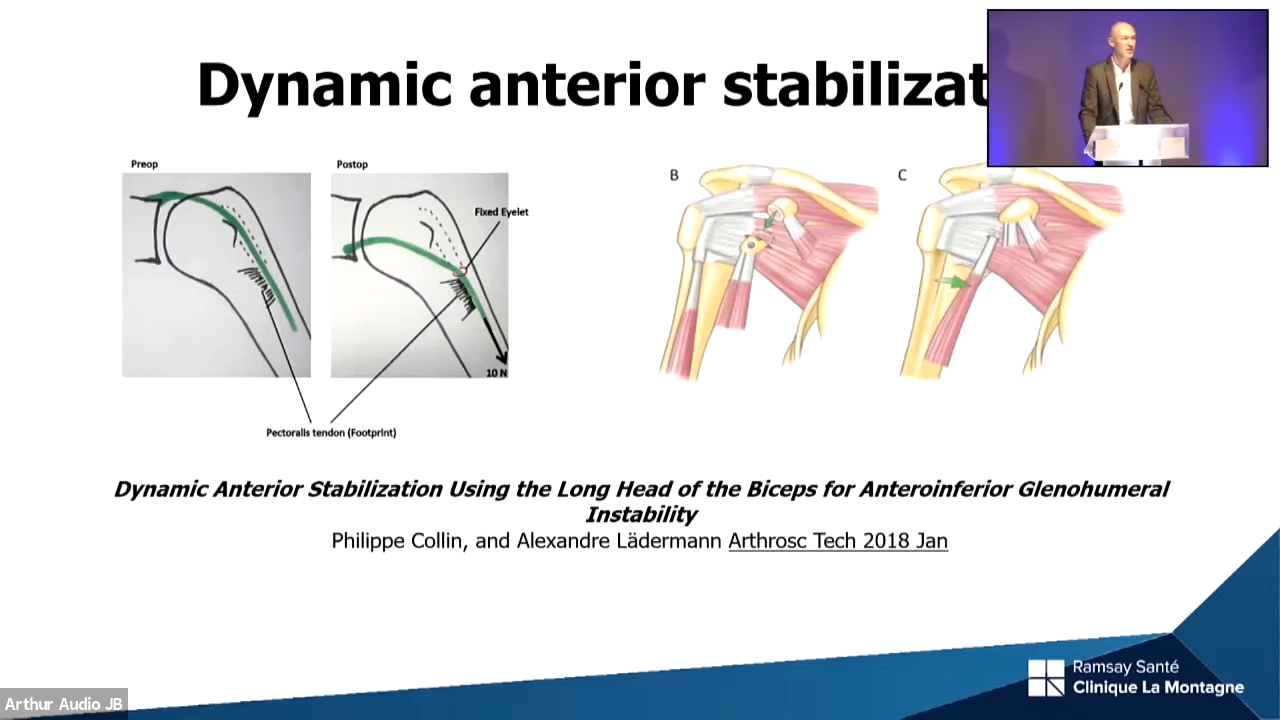 Dynamic anterior stabilizat
Preop
Postop
Fixed Eyelet
10 N
Pectoralis tendon (Footprint)
B
C
Dynamic Anterior Stabilization Using the Long Head of the Biceps for Anteroinferior Glenohumeral
Instability
Philippe Collin, and Alexandre Lädermann Arthrosc Tech 2018 Jan
Ramsay Santé
Clinique La Montagne
Arthur Audio JB